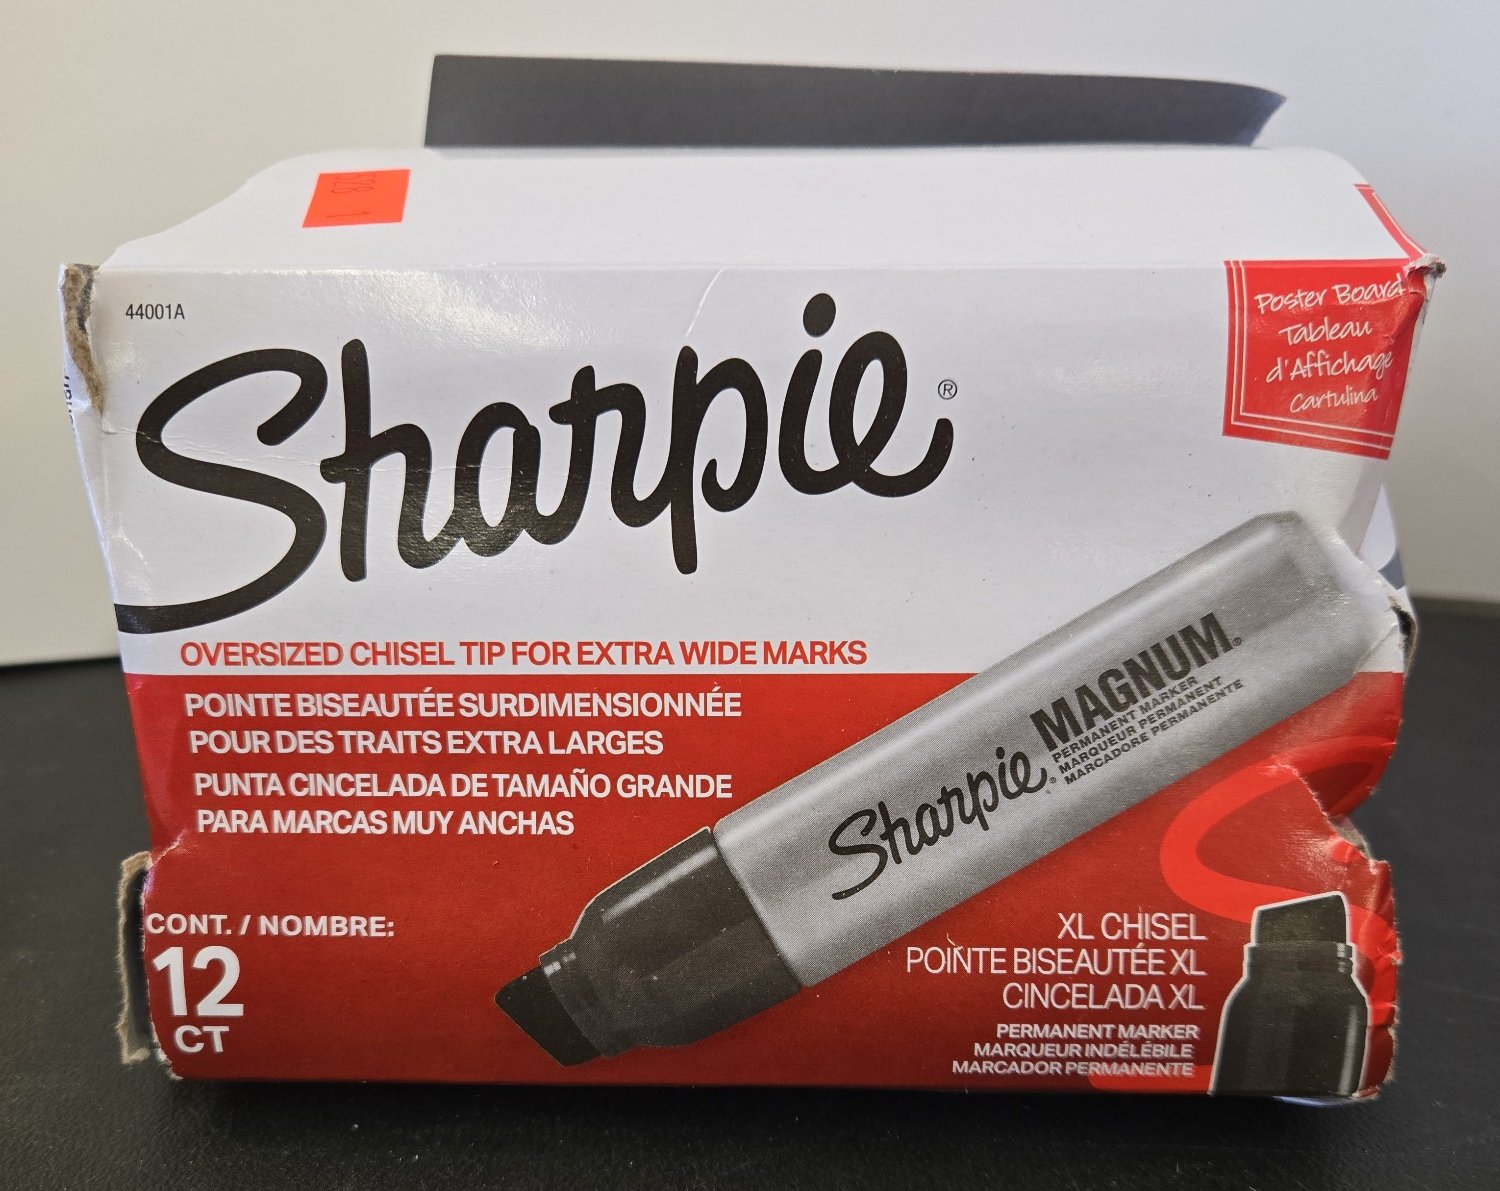 44001A
Sharpie®
Poster Board
Tableau
d'Affichage
Cartulina
OVERSIZED CHISEL TIP FOR EXTRA WIDE MARKS
POINTE BISEAUTÉE SURDIMENSIONNÉE
POUR DES TRAITS EXTRA LARGES
PUNTA CINCELADA DE TAMAÑO GRANDE
PARA MARCAS MUY ANCHAS
Sharpie® MAGNUM®
PERMANENT MARKER
MARQUEUR PERMANENT
MARCADORE PERMANENTE
CONT. / NOMBRE:
12
CT
XL CHISEL
POINTE BISEAUTÉE XL
CINCELADA XL
PERMANENT MARKER
MARQUEUR INDÉLÉBILE
MARCADOR PERMANENTE